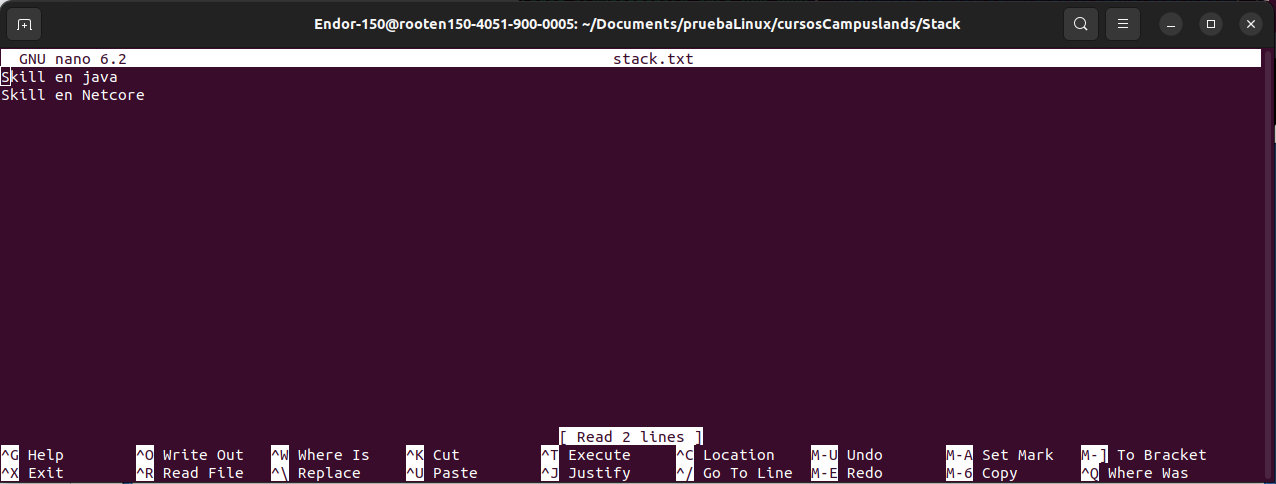 Endor-150@rooten150-4051-900-0005: ~/Documents/pruebaLinux/cursosCampuslands/Stack
GNU nano 6.2 stack.txt
Skill en java
Skill en Netcore
[ Read 2 lines ]
^G Help ^O Write Out ^W Where Is ^K Cut ^T Execute ^C Location M-U Undo M-A Set Mark M-] To Bracket
^X Exit ^R Read File ^\ Replace ^U Paste ^J Justify ^/ Go To Line M-E Redo M-6 Copy ^Q Where Was